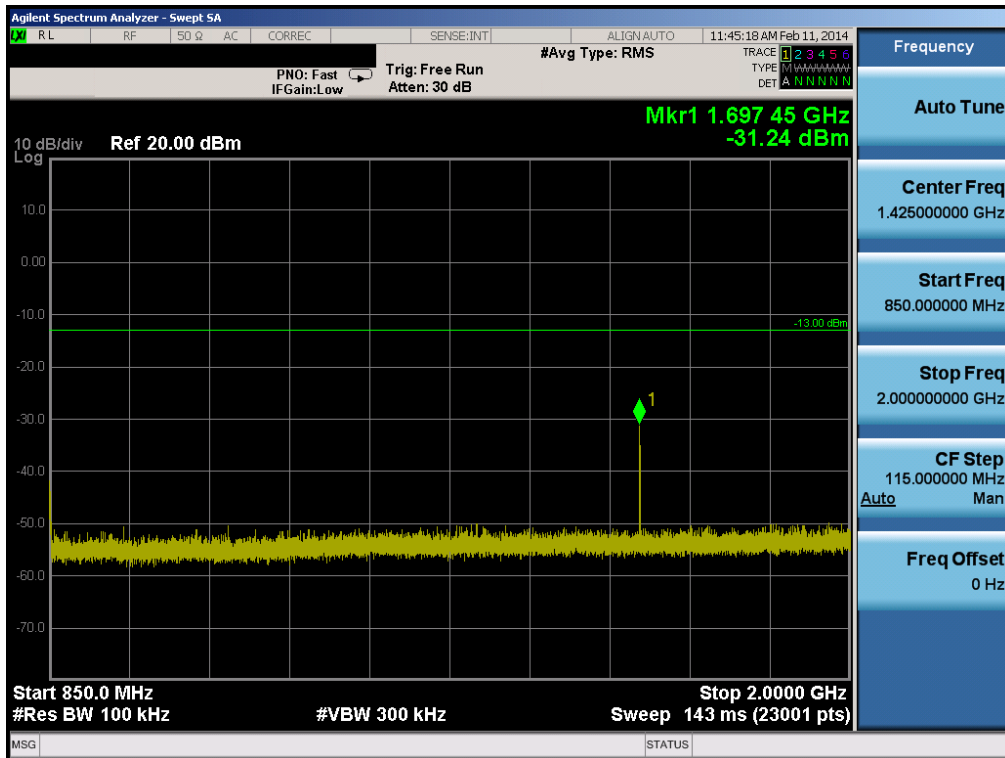 Agilent Spectrum Analyzer - Swept SA
LXI RL RF 50 Ω AC CORREC SENSE:INT ALIGN AUTO 11:45:18 AM Feb 11, 2014
#Avg Type: RMS TRACE 1 2 3 4 5 6
PNO: Fast Trig: Free Run TYPE M WWWWW
IFGain:Low Atten: 30 dB DET A N N N N N
Mkr1 1.697 45 GHz
-31.24 dBm
10 dB/div Ref 20.00 dBm
Log
10.0
0.00
-10.0
-13.00 dBm
-20.0
1
-30.0
-40.0
-50.0
-60.0
-70.0
Start 850.0 MHz Stop 2.0000 GHz
#Res BW 100 kHz #VBW 300 kHz Sweep 143 ms (23001 pts)
MSG STATUS
Frequency
Auto Tune
Center Freq
1.425000000 GHz
Start Freq
850.000000 MHz
Stop Freq
2.000000000 GHz
CF Step
115.000000 MHz
Auto Man
Freq Offset
0 Hz